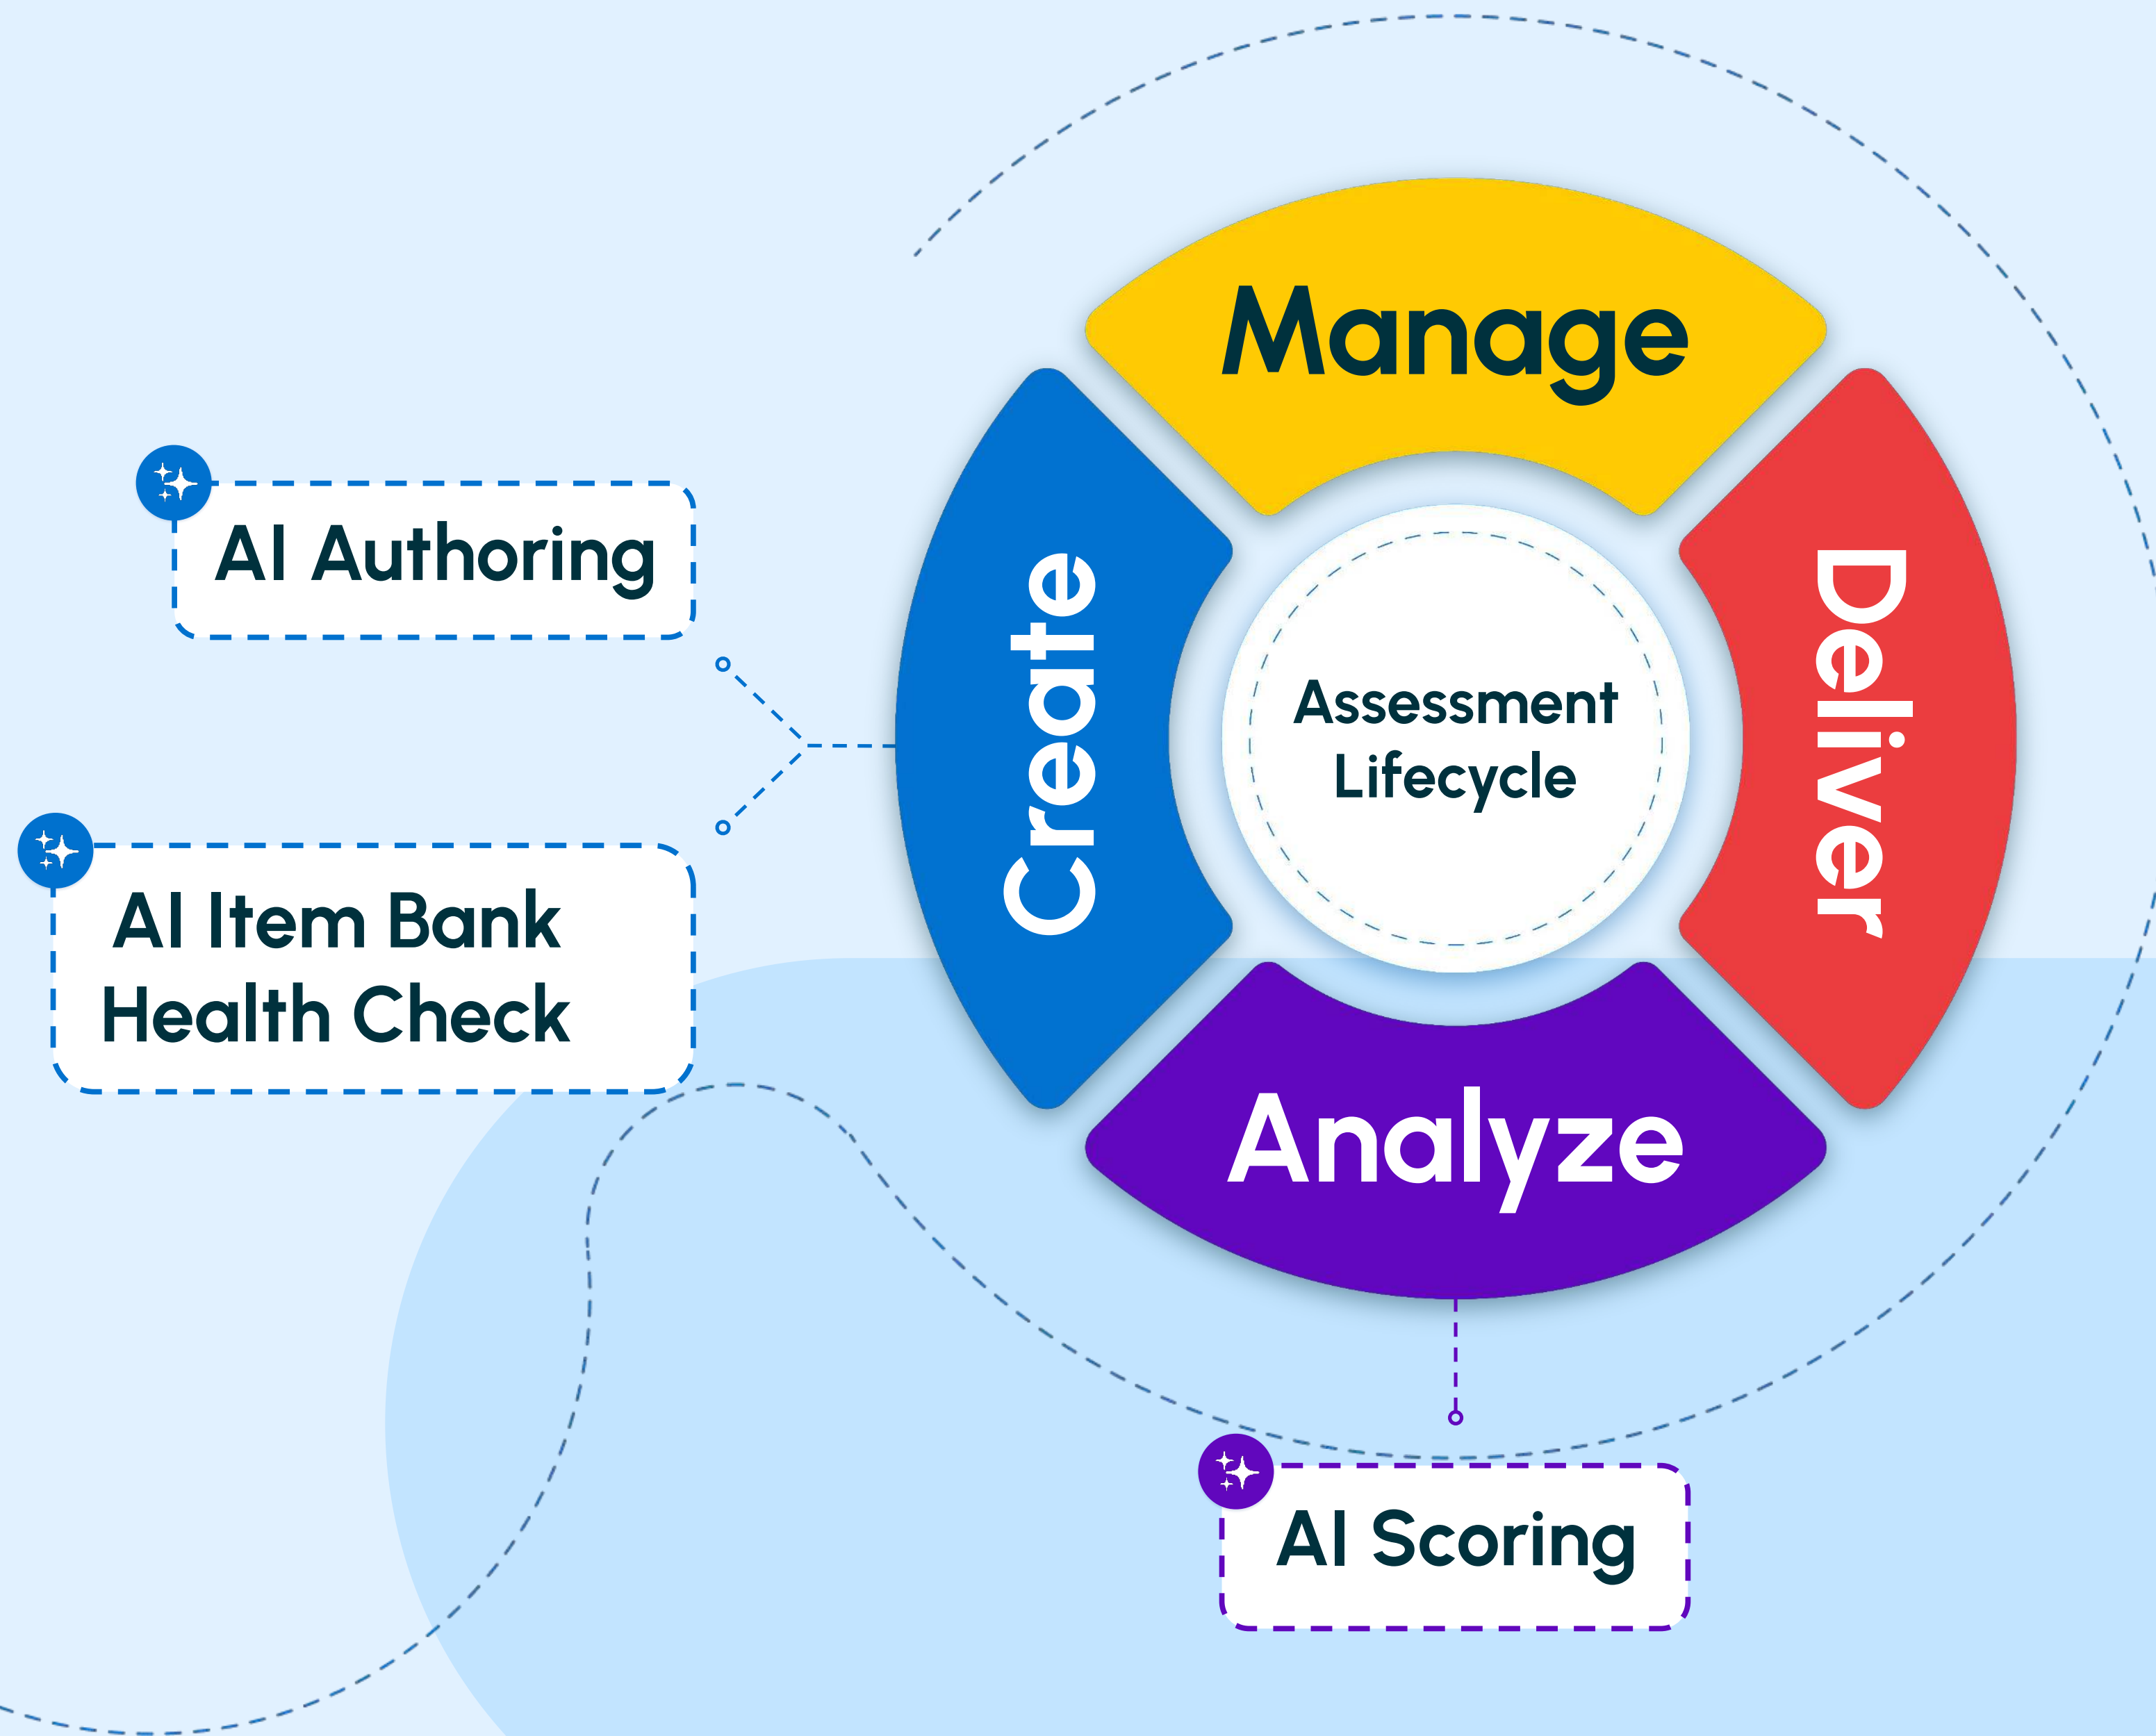 Manage
Deliver
Create
Assessment
Lifecycle
Analyze
AI Authoring
AI Item Bank
Health Check
AI Scoring